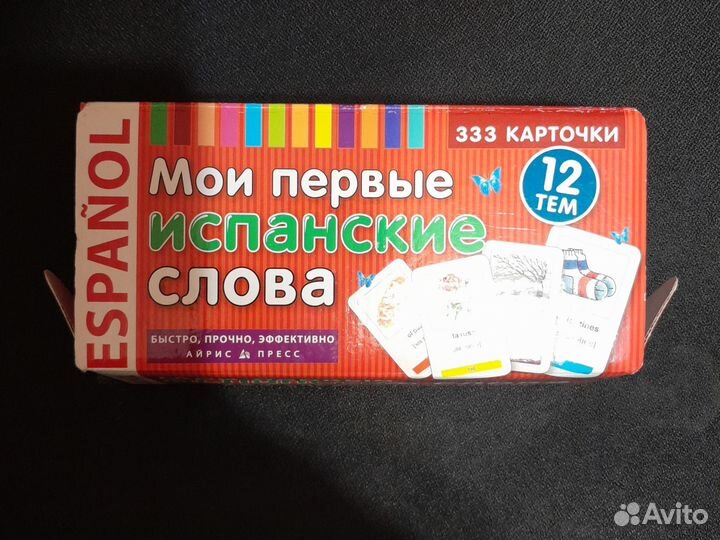 ESPAÑOL
333 КАРТОЧКИ
12
ТЕМ
Мои первые
испанские
слова
БЫСТРО, ПРОЧНО, ЭФФЕКТИВНО
АЙРИС ПРЕСС
Avito